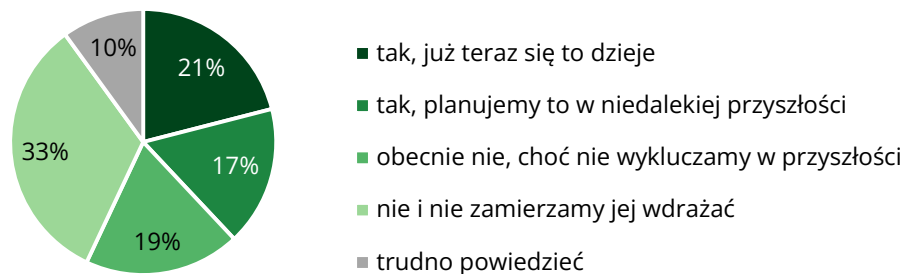 10%
21%
33%
17%
19%
tak, już teraz się to dzieje
tak, planujemy to w niedalekiej przyszłości
obecnie nie, choć nie wykluczamy w przyszłości
nie i nie zamierzamy jej wdrażać
trudno powiedzieć